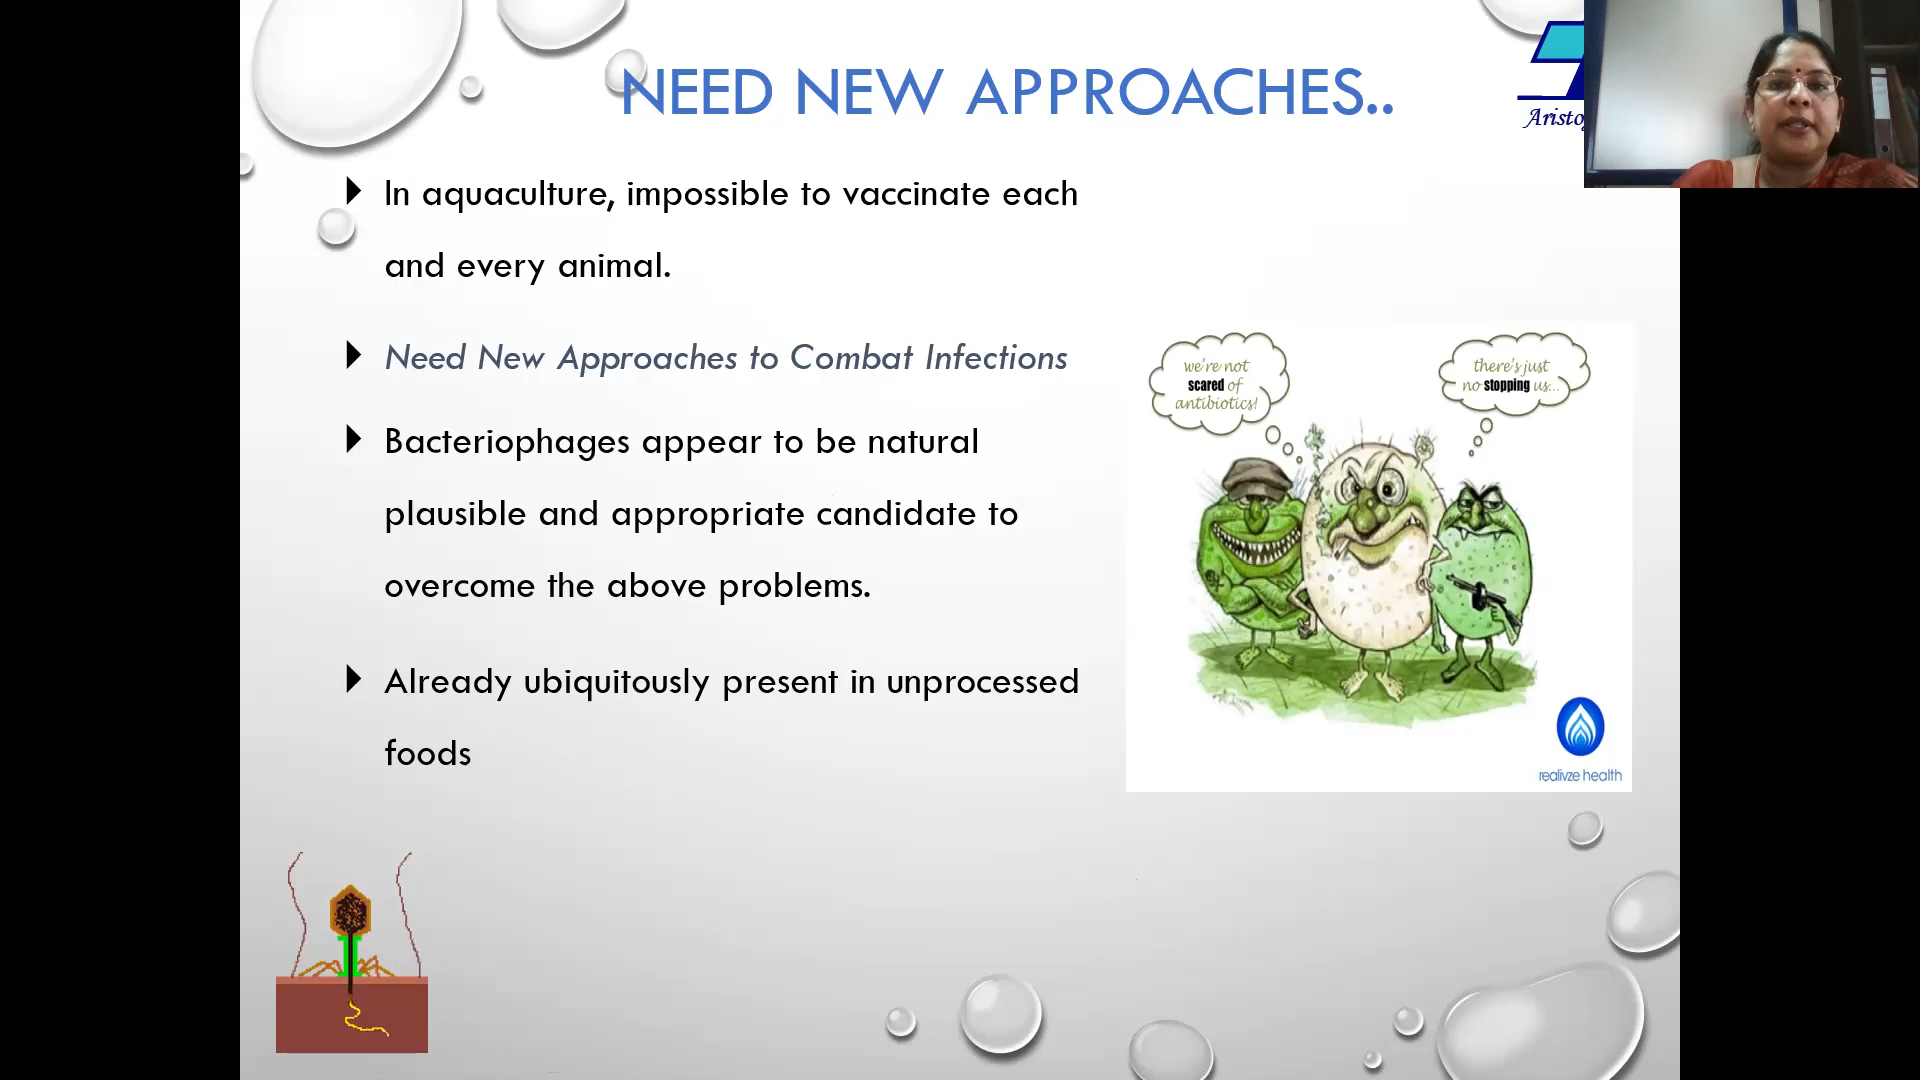 NEED NEW APPROACHES..
In aquaculture, impossible to vaccinate each
and every animal.
Need New Approaches to Combat Infections
Bacteriophages appear to be natural
plausible and appropriate candidate to
overcome the above problems.
Already ubiquitously present in unprocessed
foods
we're not
scared of
antibiotics!
there's just
no stopping us...
realivze health